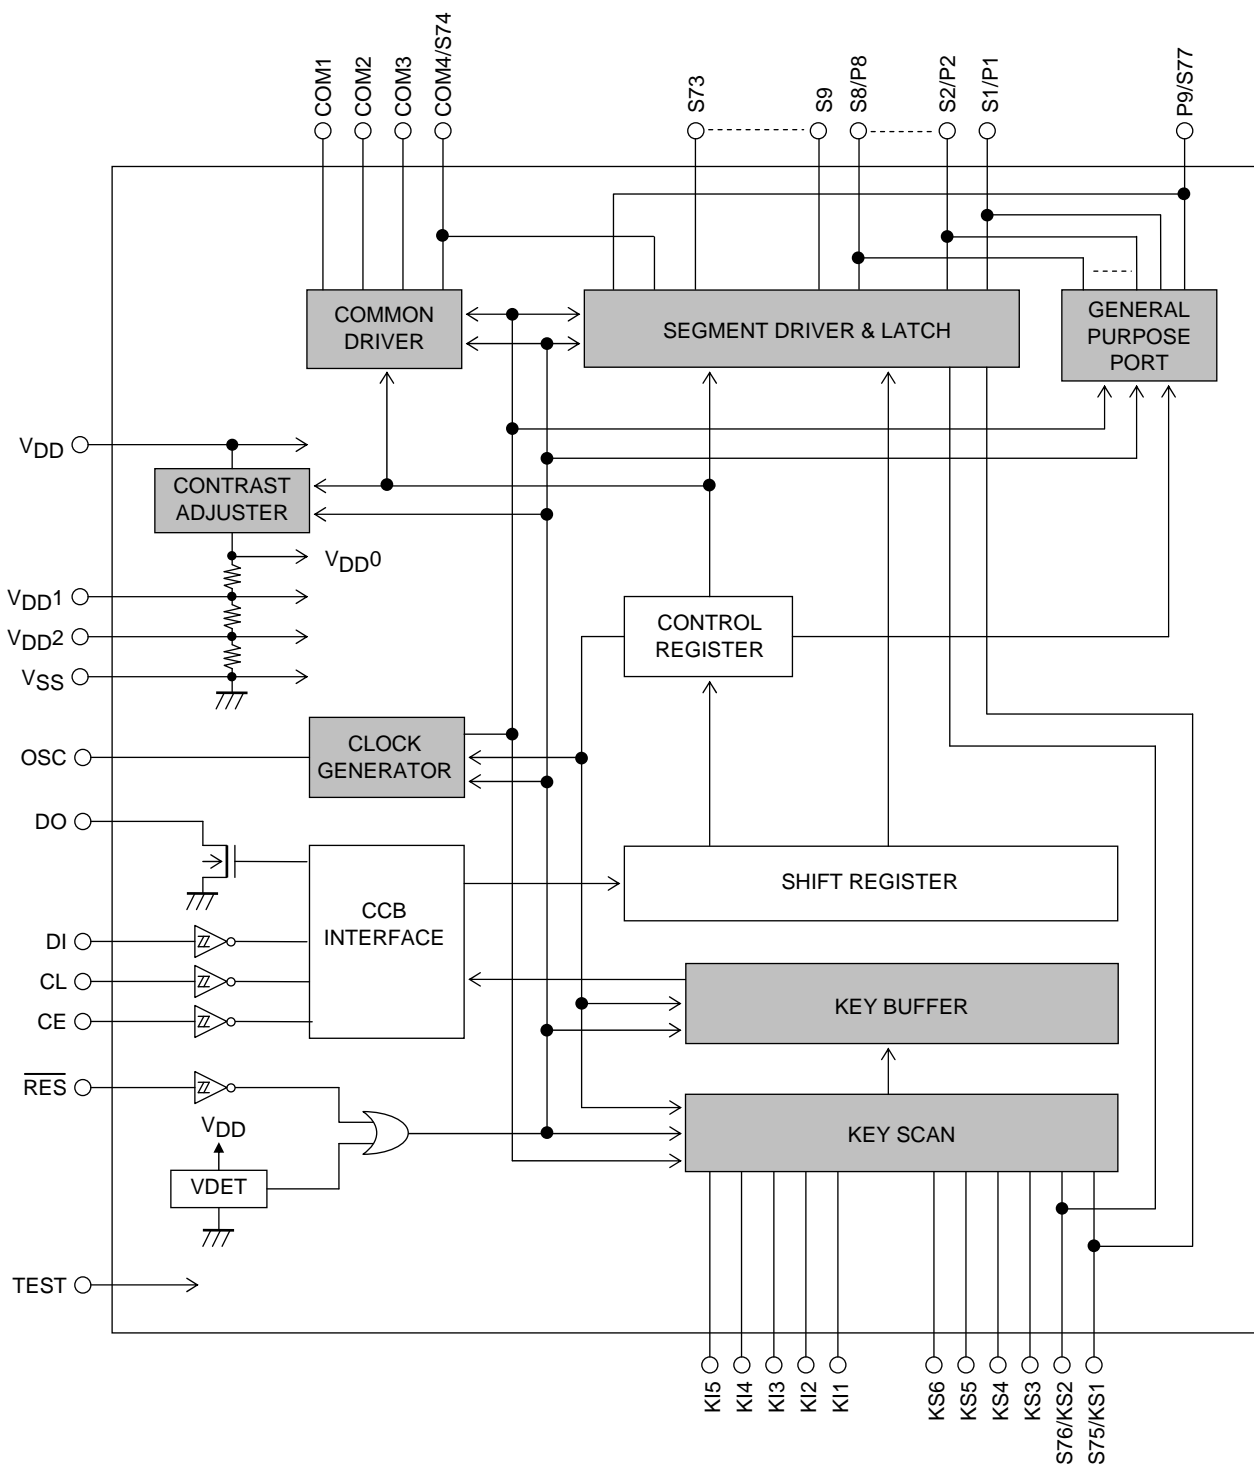 COM1
COM2
COM3
COM4/S74
S73
S9
S8/P8
S2/P2
S1/P1
P9/S77
COMMON
DRIVER
SEGMENT DRIVER & LATCH
GENERAL
PURPOSE
PORT
VDD
CONTRAST
ADJUSTER
VDD0
VDD1
VDD2
VSS
CONTROL
REGISTER
OSC
CLOCK
GENERATOR
DO
CCB
INTERFACE
SHIFT REGISTER
DI
CL
CE
KEY BUFFER
RES
VDD
VDET
KEY SCAN
TEST
KI5
KI4
KI3
KI2
KI1
KS6
KS5
KS4
KS3
S76/KS2
S75/KS1